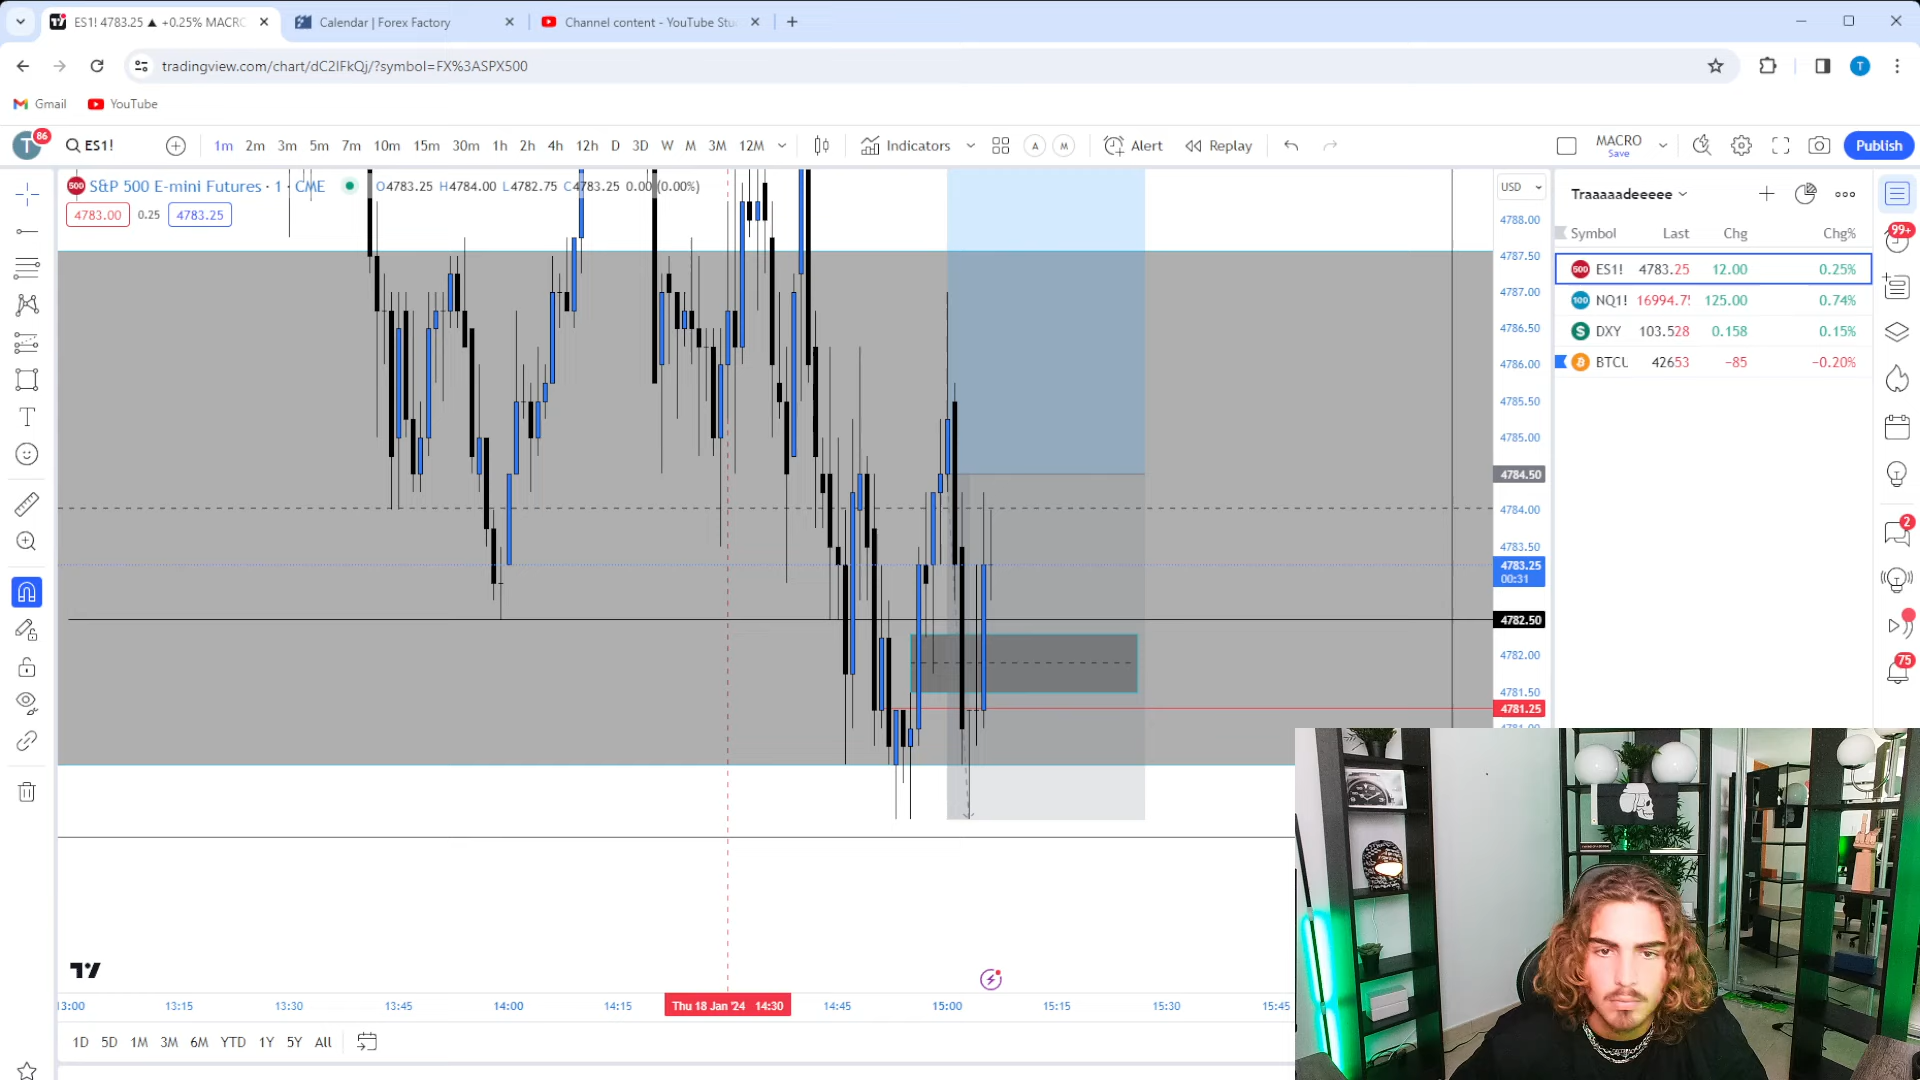 ES1! 4783.25 ▲ +0.25% MACRO
Calendar | Forex Factory
Channel content - YouTube Stu
tradingview.com/chart/dC2IFkQj/?symbol=FX%3ASPX500
T
Gmail
YouTube
T
86
ES1!
1m 2m 3m 5m 7m 10m 15m 30m 1h 2h 4h 12h D 3D W M 3M 12M
Indicators
A
M
Alert
Replay
MACRO
Save
Publish
500 S&P 500 E-mini Futures · 1 · CME
O4783.25 H4784.00 L4782.75 C4783.25 0.00 (0.00%)
4783.00 0.25 4783.25
USD
4788.00
4787.50
4787.00
4786.50
4786.00
4785.50
4785.00
4784.50
4784.00
4783.50
4783.25
00:31
4782.50
4782.00
4781.50
4781.25
Traaaaadeeeee
Symbol Last Chg Chg%
500 ES1! 4783.25 12.00 0.25%
100 NQ1! 16994.7 125.00 0.74%
$ DXY 103.528 0.158 0.15%
BTCU 42653 −85 −0.20%
99+
2
75
T
13:00 13:15 13:30 13:45 14:00 14:15 Thu 18 Jan '24 14:30 14:45 15:00 15:15 15:30 15:45
1D 5D 1M 3M 6M YTD 1Y 5Y All